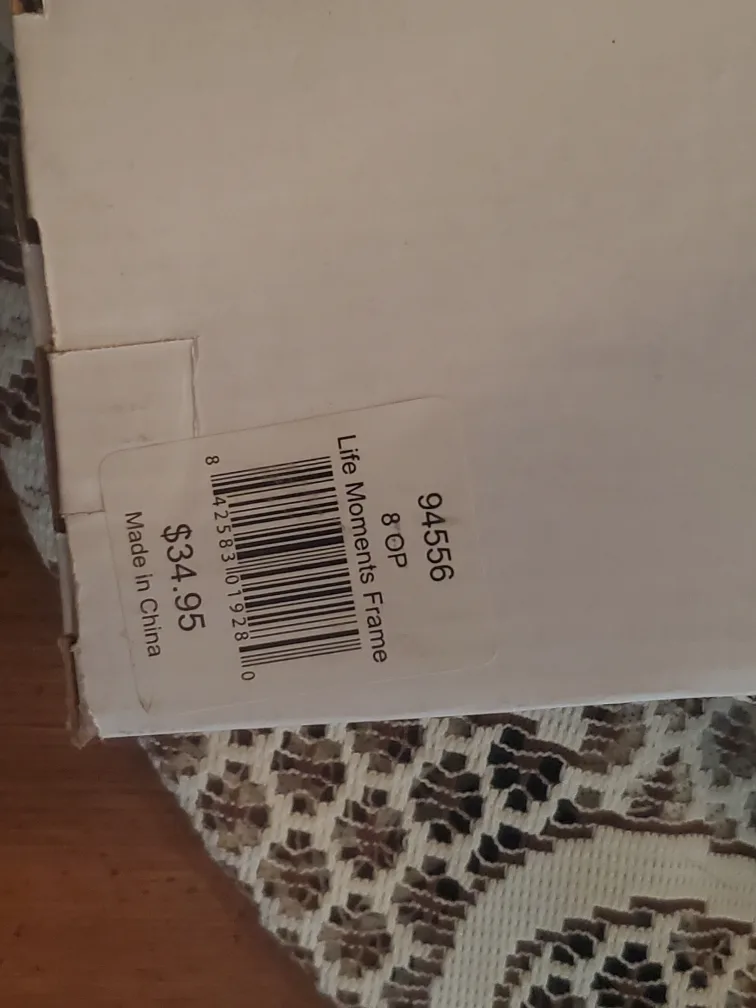 94556
8 OP
Life Moments Frame
8 42583 01928 0
$34.95
Made in China